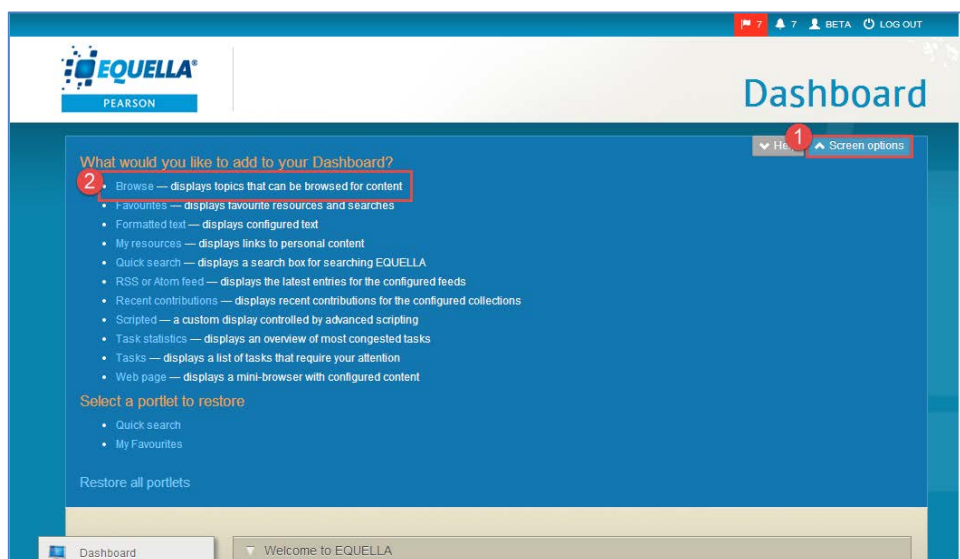 7 7 BETA LOG OUT
EQUELLA®
PEARSON
Dashboard
1
Help Screen options
What would you like to add to your Dashboard?
2
• Browse — displays topics that can be browsed for content
• Favourites — displays favourite resources and searches
• Formatted text — displays configured text
• My resources — displays links to personal content
• Quick search — displays a search box for searching EQUELLA
• RSS or Atom feed — displays the latest entries for the configured feeds
• Recent contributions — displays recent contributions for the configured collections
• Scripted — a custom display controlled by advanced scripting
• Task statistics — displays an overview of most congested tasks
• Tasks — displays a list of tasks that require your attention
• Web page — displays a mini-browser with configured content
Select a portlet to restore
• Quick search
• My Favourites
Restore all portlets
Dashboard
Welcome to EQUELLA